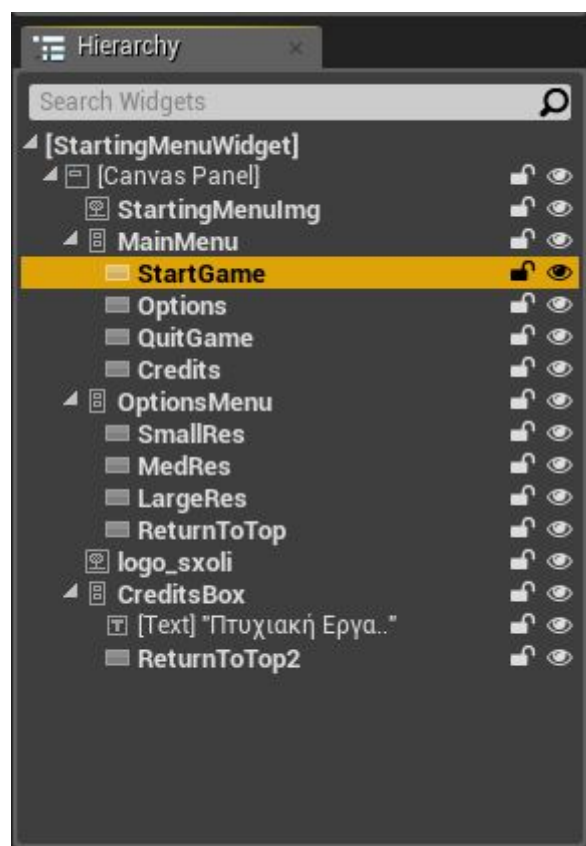 Hierarchy
Search Widgets
[StartingMenuWidget]
[Canvas Panel]
StartingMenuImg
MainMenu
StartGame
Options
QuitGame
Credits
OptionsMenu
SmallRes
MedRes
LargeRes
ReturnToTop
logo_sxoli
CreditsBox
[Text] "Πτυχιακή Εργα.."
ReturnToTop2